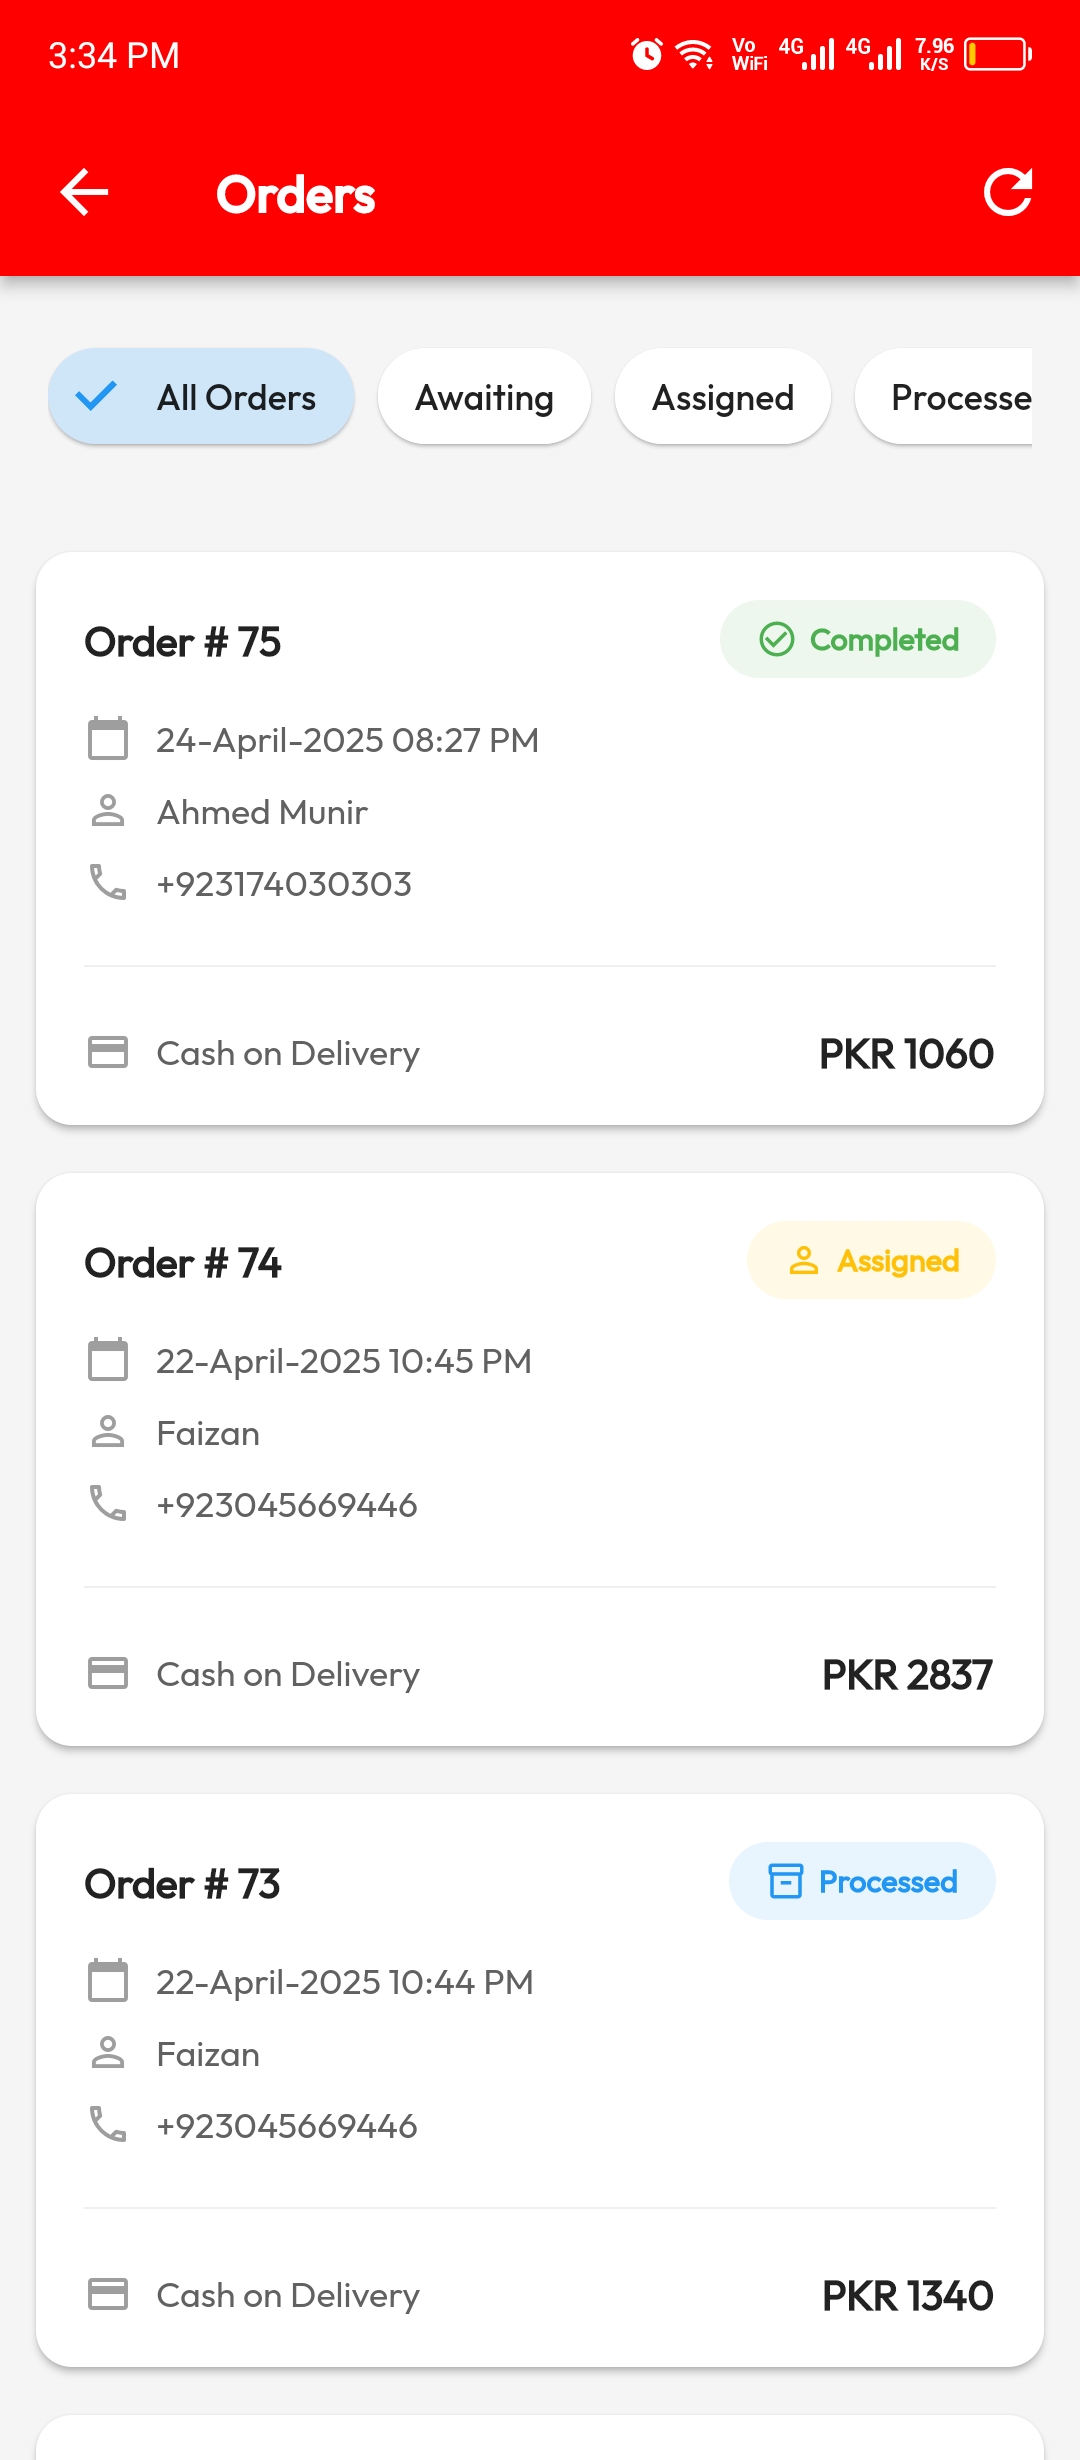 3:34 PM Vo WiFi 4G 4G 7.96 K/S
Orders
All Orders Awaiting Assigned Processe
Order # 75 Completed
24-April-2025 08:27 PM
Ahmed Munir
+923174030303
Cash on Delivery PKR 1060
Order # 74 Assigned
22-April-2025 10:45 PM
Faizan
+923045669446
Cash on Delivery PKR 2837
Order # 73 Processed
22-April-2025 10:44 PM
Faizan
+923045669446
Cash on Delivery PKR 1340